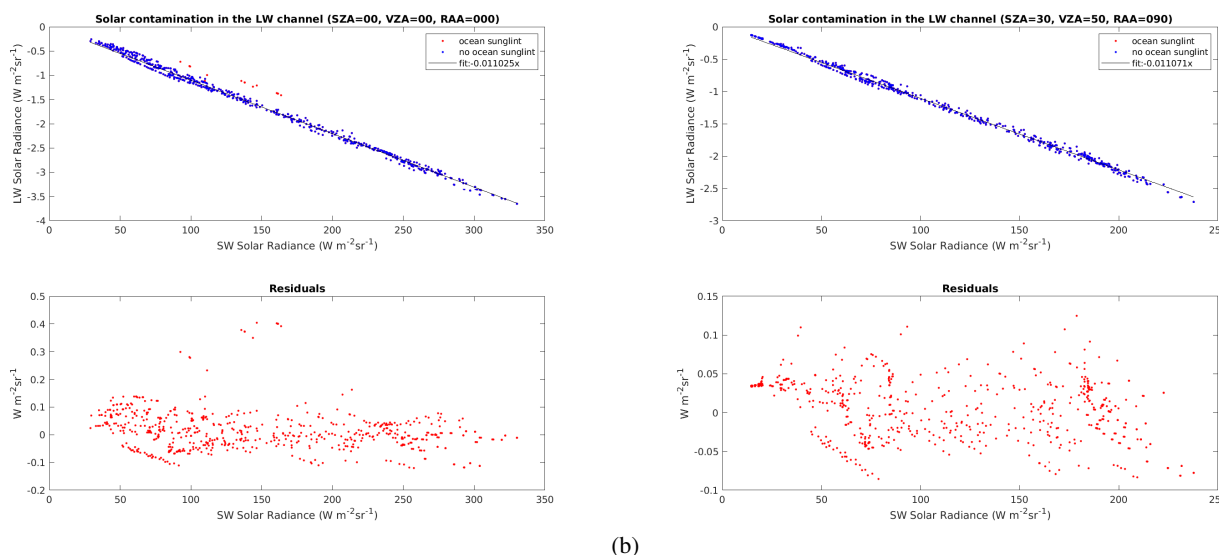 Solar contamination in the LW channel (SZA=00, VZA=00, RAA=000)
0
-0.5
-1
-1.5
-2
-2.5
-3
-3.5
-4
LW Solar Radiance (W m-2sr-1)
ocean sunglint
no ocean sunglint
fit:-0.011025x
0 50 100 150 200 250 300 350
SW Solar Radiance (W m-2sr-1)
Solar contamination in the LW channel (SZA=30, VZA=50, RAA=090)
0
-0.5
-1
-1.5
-2
-2.5
-3
LW Solar Radiance (W m-2sr-1)
ocean sunglint
no ocean sunglint
fit:-0.011071x
0 50 100 150 200 250
SW Solar Radiance (W m-2sr-1)
Residuals
0.5
0.4
0.3
0.2
0.1
0
-0.1
-0.2
W m-2sr-1
0 50 100 150 200 250 300 350
SW Solar Radiance (W m-2sr-1)
Residuals
0.15
0.1
0.05
0
-0.05
-0.1
W m-2sr-1
0 50 100 150 200
SW Solar Radiance (W m-2sr-1)
(b)